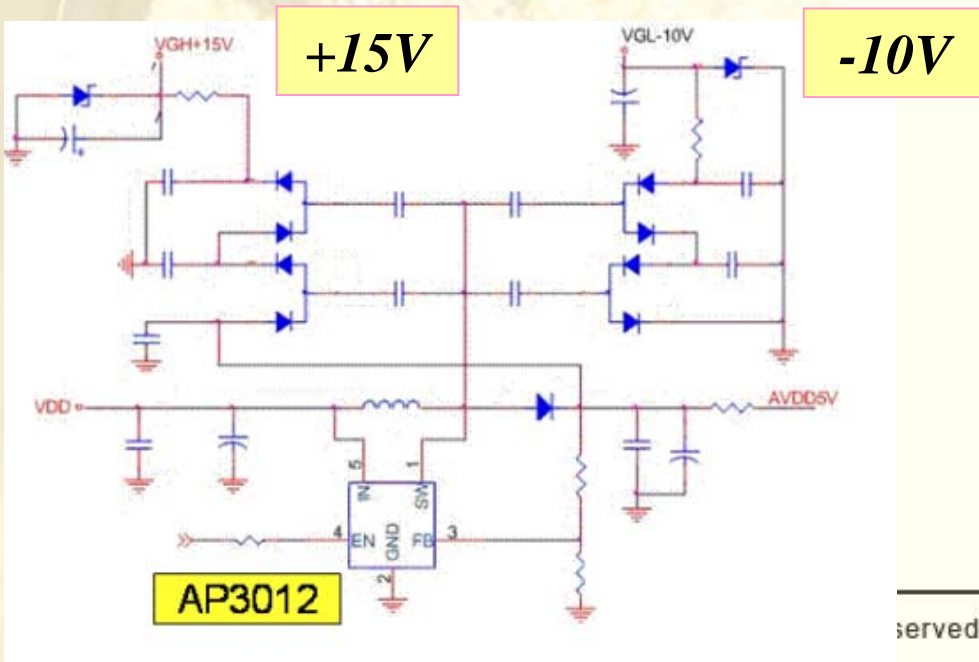 +15V
-10V
VGH+15V
VGL-10V
VDD
AVDD5V
5
1
IN
SW
4
EN
GND
FB
3
2
AP3012
served